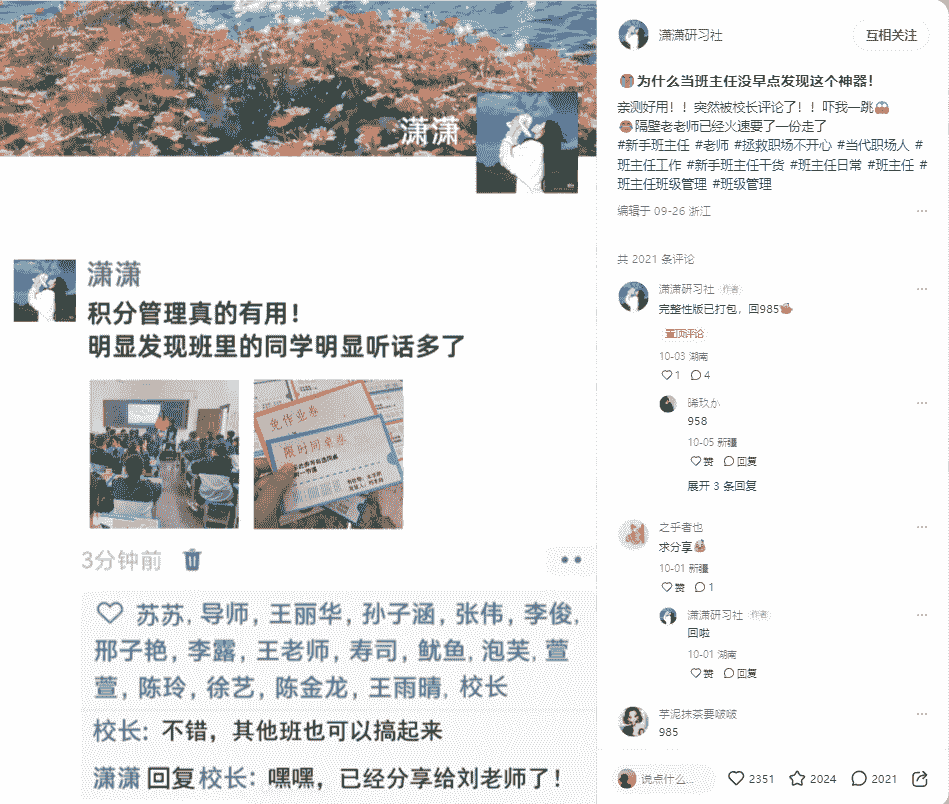 潇潇
潇潇
积分管理真的有用！
明显发现班里的同学明显听话多了
免作业卷
限时同桌卷
3分钟前
苏苏, 导师, 王丽华, 孙子涵, 张伟, 李俊,
邢子艳, 李露, 王老师, 寿司, 鱿鱼, 泡芙, 萱
萱, 陈玲, 徐艺, 陈金龙, 王雨晴, 校长
校长: 不错，其他班也可以搞起来
潇潇 回复 校长: 嘿嘿，已经分享给刘老师了！
潇潇研习社
互相关注
为什么当班主任没早点发现这个神器！
亲测好用！！突然被校长评论了！！吓我一跳
隔壁老老师已经火速要了一份走了
#新手班主任 #老师 #拯救职场不开心 #当代职场人 #
班主任工作 #新手班主任干货 #班主任日常 #班主任 #
班主任班级管理 #班级管理
编辑于 09-26 浙江
共 2021 条评论
潇潇研习社 作者
完整性版已打包，回985
置顶评论
10-03 湖南
1 4
晞玖か
958
10-05 新疆
赞 回复
展开 3 条回复
之乎者也
求分享
10-01 新疆
赞 1
潇潇研习社 作者
回啦
10-01 湖南
赞 回复
芋泥抹茶要啵啵
985
说点什么...
2351 2024 2021